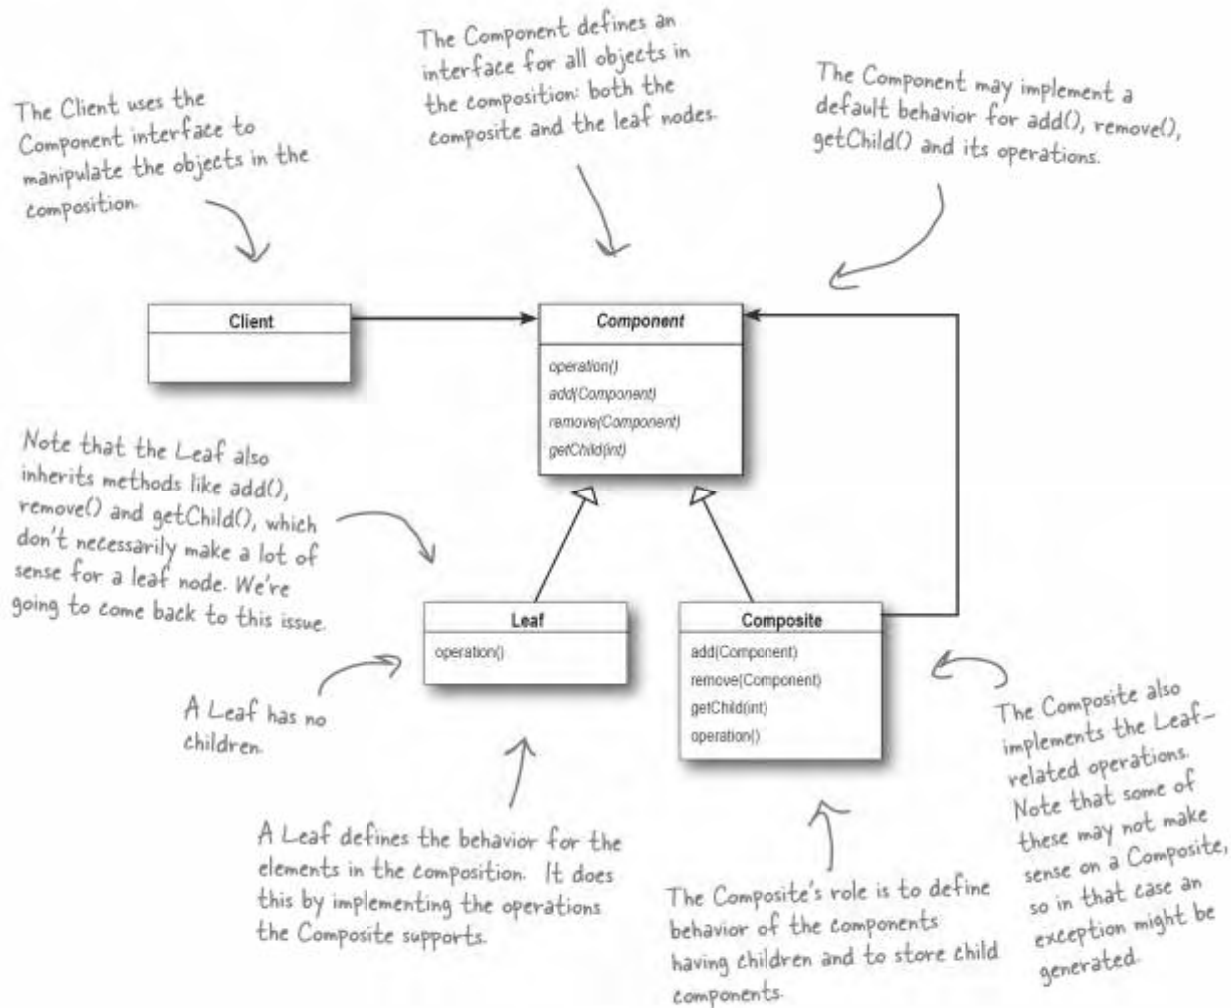 The Component defines an
interface for all objects in
the composition: both the
composite and the leaf nodes.
The Client uses the
Component interface to
manipulate the objects in the
composition.
The Component may implement a
default behavior for add(), remove(),
getChild() and its operations.
Client
Component
operation()
add(Component)
remove(Component)
getChild(int)
Note that the Leaf also
inherits methods like add(),
remove() and getChild(), which
don't necessarily make a lot of
sense for a leaf node. We're
going to come back to this issue.
Leaf
operation()
Composite
add(Component)
remove(Component)
getChild(int)
operation()
A Leaf has no
children.
The Composite also
implements the Leaf-
related operations.
Note that some of
these may not make
sense on a Composite,
so in that case an
exception might be
generated.
A Leaf defines the behavior for the
elements in the composition. It does
this by implementing the operations
the Composite supports.
The Composite's role is to define
behavior of the components
having children and to store child
components.